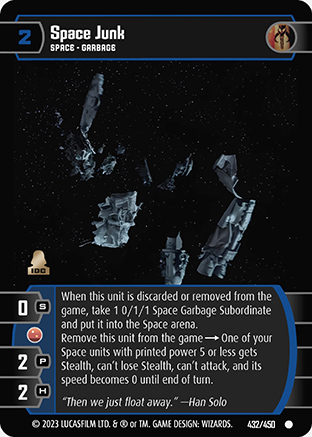 2 Space Junk
SPACE - GARBAGE
IDC
0 S
2 P
2 H
When this unit is discarded or removed from the
game, take 1 0/1/1 Space Garbage Subordinate
and put it into the Space arena.
Remove this unit from the game → One of your
Space units with printed power 5 or less gets
Stealth, can't lose Stealth, can't attack, and its
speed becomes 0 until end of turn.
"Then we just float away." —Han Solo
© 2023 LUCASFILM LTD. & ® or TM. GAME DESIGN: WIZARDS. 432/450